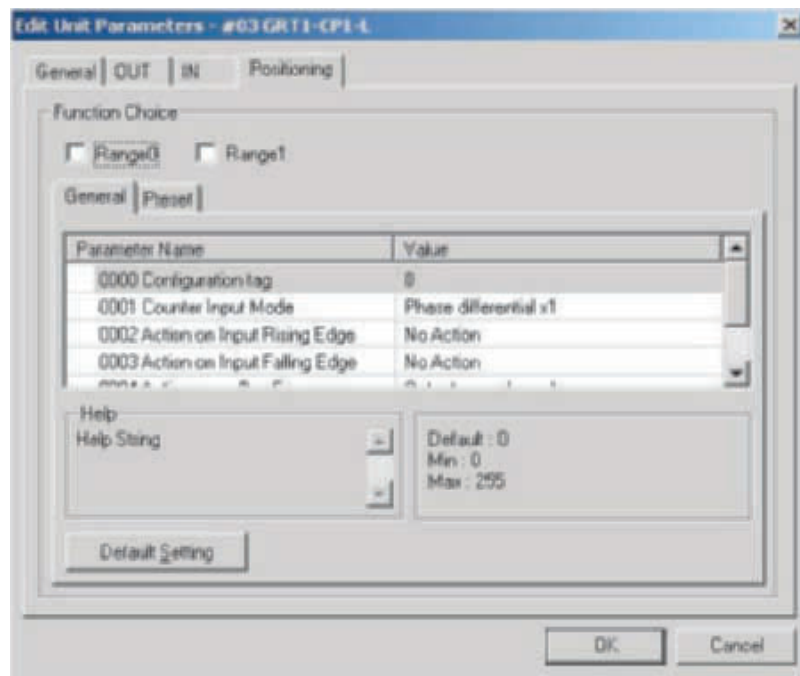 Edit Unit Parameters - #03 GRT1-CP1-L
General OUT IN Positioning
Function Choice
Range0 Range1
General Preset
Parameter Name Value
0000 Configuration tag 0
0001 Counter Input Mode Phase differential x1
0002 Action on Input Rising Edge No Action
0003 Action on Input Falling Edge No Action
Help
Help String
Default : 0
Min : 0
Max : 255
Default Setting
OK Cancel